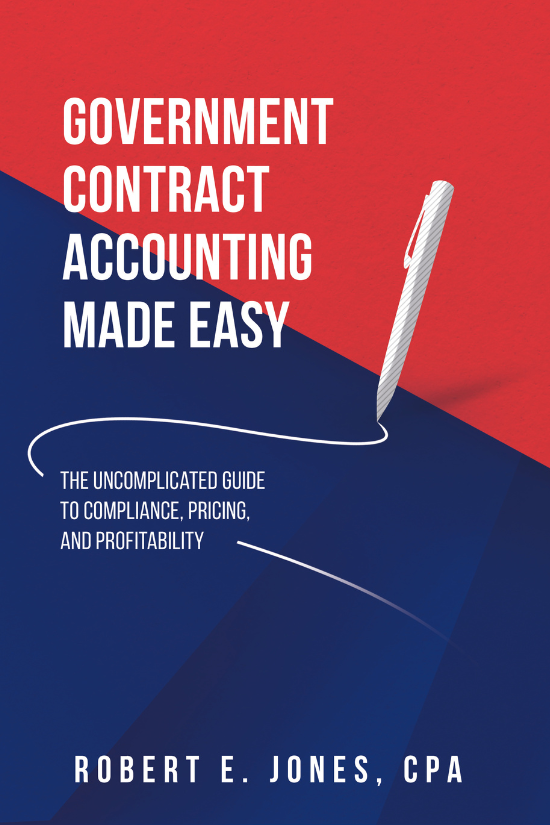 GOVERNMENT
CONTRACT
ACCOUNTING
MADE EASY
THE UNCOMPLICATED GUIDE
TO COMPLIANCE, PRICING,
AND PROFITABILITY
ROBERT E. JONES, CPA